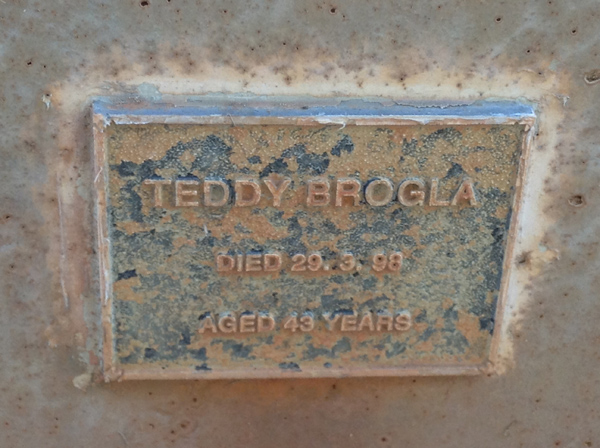 TEDDY BROGLA
DIED 29. 3. 98
AGED 43 YEARS